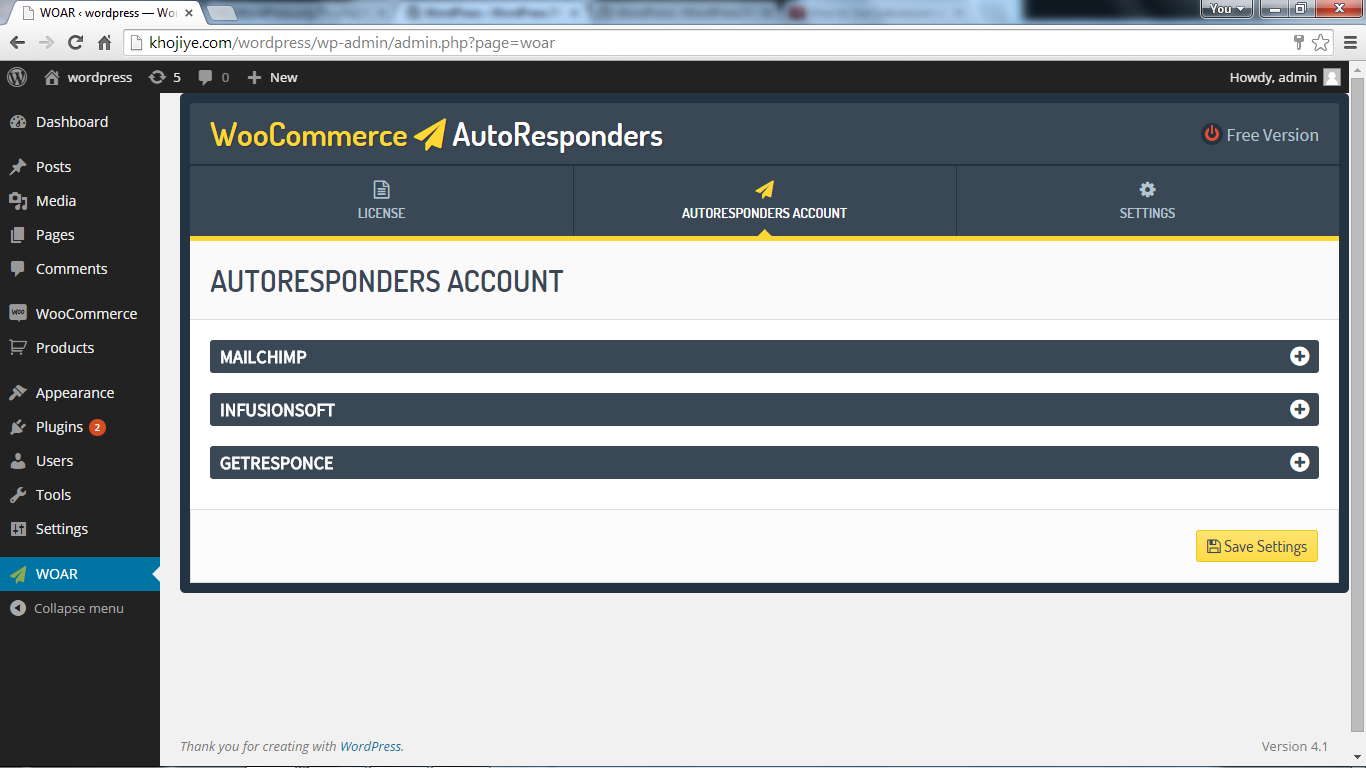 WOAR ‹ wordpress — Wo
You
khojiye.com/wordpress/wp-admin/admin.php?page=woar
wordpress 5 0 New
Howdy, admin
Dashboard
Posts
Media
Pages
Comments
WooCommerce
Products
Appearance
Plugins 2
Users
Tools
Settings
WOAR
Collapse menu
WooCommerce AutoResponders
Free Version
LICENSE
AUTORESPONDERS ACCOUNT
SETTINGS
AUTORESPONDERS ACCOUNT
MAILCHIMP
INFUSIONSOFT
GETRESPONCE
Save Settings
Thank you for creating with WordPress.
Version 4.1